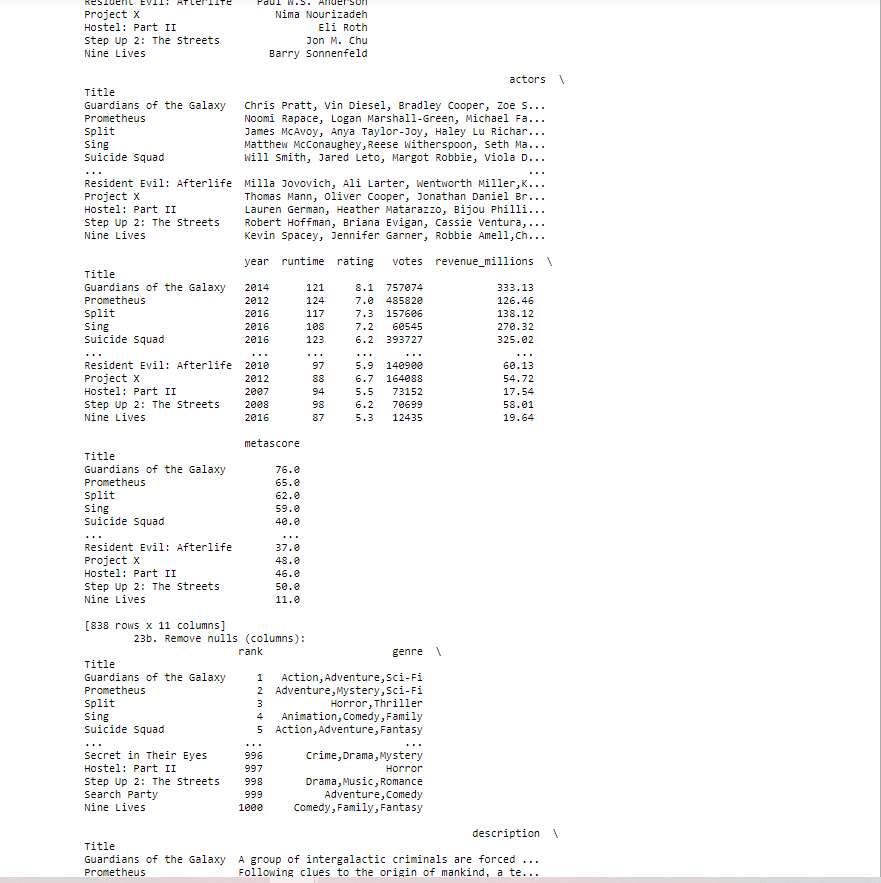 Resident Evil: Afterlife    Paul W.S. Anderson
Project X               Nima Nourizadeh
Hostel: Part II                Eli Roth
Step Up 2: The Streets       Jon M. Chu
Nine Lives             Barry Sonnenfeld
actors  \
Title
Guardians of the Galaxy   Chris Pratt, Vin Diesel, Bradley Cooper, Zoe S...
Prometheus                Noomi Rapace, Logan Marshall-Green, Michael Fa...
Split                     James McAvoy, Anya Taylor-Joy, Haley Lu Richar...
Sing                      Matthew McConaughey,Reese Witherspoon, Seth Ma...
Suicide Squad             Will Smith, Jared Leto, Margot Robbie, Viola D...
...                                                                     ...
Resident Evil: Afterlife  Milla Jovovich, Ali Larter, Wentworth Miller,K...
Project X                 Thomas Mann, Oliver Cooper, Jonathan Daniel Br...
Hostel: Part II           Lauren German, Heather Matarazzo, Bijou Philli...
Step Up 2: The Streets    Robert Hoffman, Briana Evigan, Cassie Ventura,...
Nine Lives                Kevin Spacey, Jennifer Garner, Robbie Amell,Ch...
year  runtime  rating   votes  revenue_millions  \
Title
Guardians of the Galaxy   2014      121     8.1  757074            333.13
Prometheus                2012      124     7.0  485820            126.46
Split                     2016      117     7.3  157606            138.12
Sing                      2016      108     7.2   60545            270.32
Suicide Squad             2016      123     6.2  393727            325.02
...                        ...      ...     ...     ...               ...
Resident Evil: Afterlife  2010       97     5.9  140900             60.13
Project X                 2012       88     6.7  164088             54.72
Hostel: Part II           2007       94     5.5   73152             17.54
Step Up 2: The Streets    2008       98     6.2   70699             58.01
Nine Lives                2016       87     5.3   12435             19.64
metascore
Title
Guardians of the Galaxy        76.0
Prometheus                     65.0
Split                          62.0
Sing                           59.0
Suicide Squad                  40.0
...                             ...
Resident Evil: Afterlife       37.0
Project X                      48.0
Hostel: Part II                46.0
Step Up 2: The Streets         50.0
Nine Lives                     11.0
[838 rows x 11 columns]
23b. Remove nulls (columns):
rank                     genre  \
Title
Guardians of the Galaxy     1   Action,Adventure,Sci-Fi
Prometheus                  2  Adventure,Mystery,Sci-Fi
Split                       3           Horror,Thriller
Sing                        4   Animation,Comedy,Family
Suicide Squad               5  Action,Adventure,Fantasy
...                       ...                       ...
Secret in Their Eyes      996       Crime,Drama,Mystery
Hostel: Part II           997                    Horror
Step Up 2: The Streets    998       Drama,Music,Romance
Search Party              999          Adventure,Comedy
Nine Lives               1000     Comedy,Family,Fantasy
description  \
Title
Guardians of the Galaxy  A group of intergalactic criminals are forced ...
Prometheus               Following clues to the origin of mankind, a te...